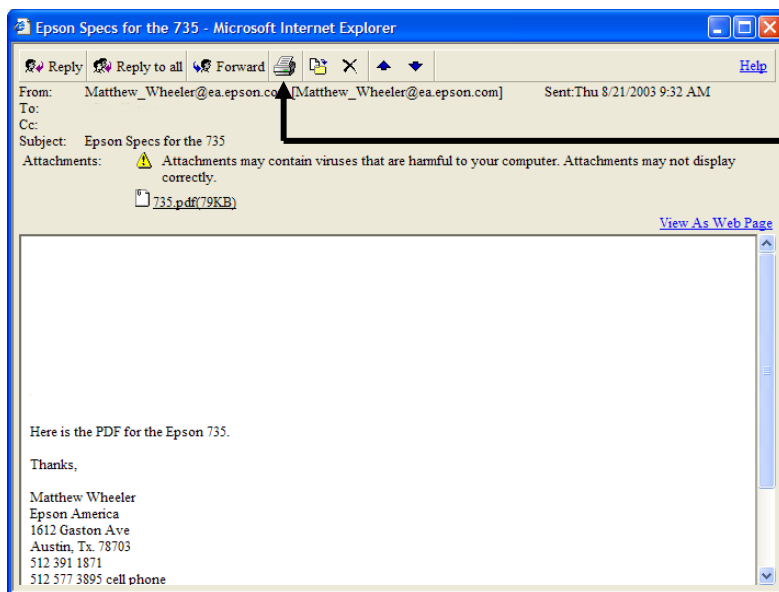 Epson Specs for the 735 - Microsoft Internet Explorer
Reply Reply to all Forward Help
From: Matthew_Wheeler@ea.epson.com [Matthew_Wheeler@ea.epson.com] Sent:Thu 8/21/2003 9:32 AM
To:
Cc:
Subject: Epson Specs for the 735
Attachments: Attachments may contain viruses that are harmful to your computer. Attachments may not display
correctly.
735.pdf(79KB)
View As Web Page
Here is the PDF for the Epson 735.
Thanks,
Matthew Wheeler
Epson America
1612 Gaston Ave
Austin, Tx. 78703
512 391 1871
512 577 3895 cell phone